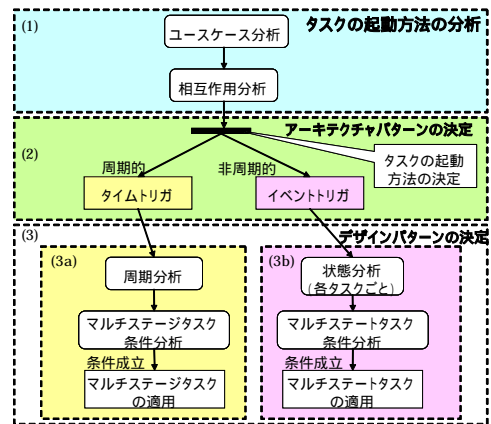 (1)
タスクの起動方法の分析
ユースケース分析
相互作用分析
アーキテクチャパターンの決定
(2)
周期的
非周期的
タスクの起動
方法の決定
タイムトリガ
イベントトリガ
(3)
デザインパターンの決定
(3a)
周期分析
マルチステージタスク
条件分析
条件成立
マルチステージタスク
の適用
(3b)
状態分析
(各タスクごと)
マルチステートタスク
条件分析
条件成立
マルチステートタスク
の適用